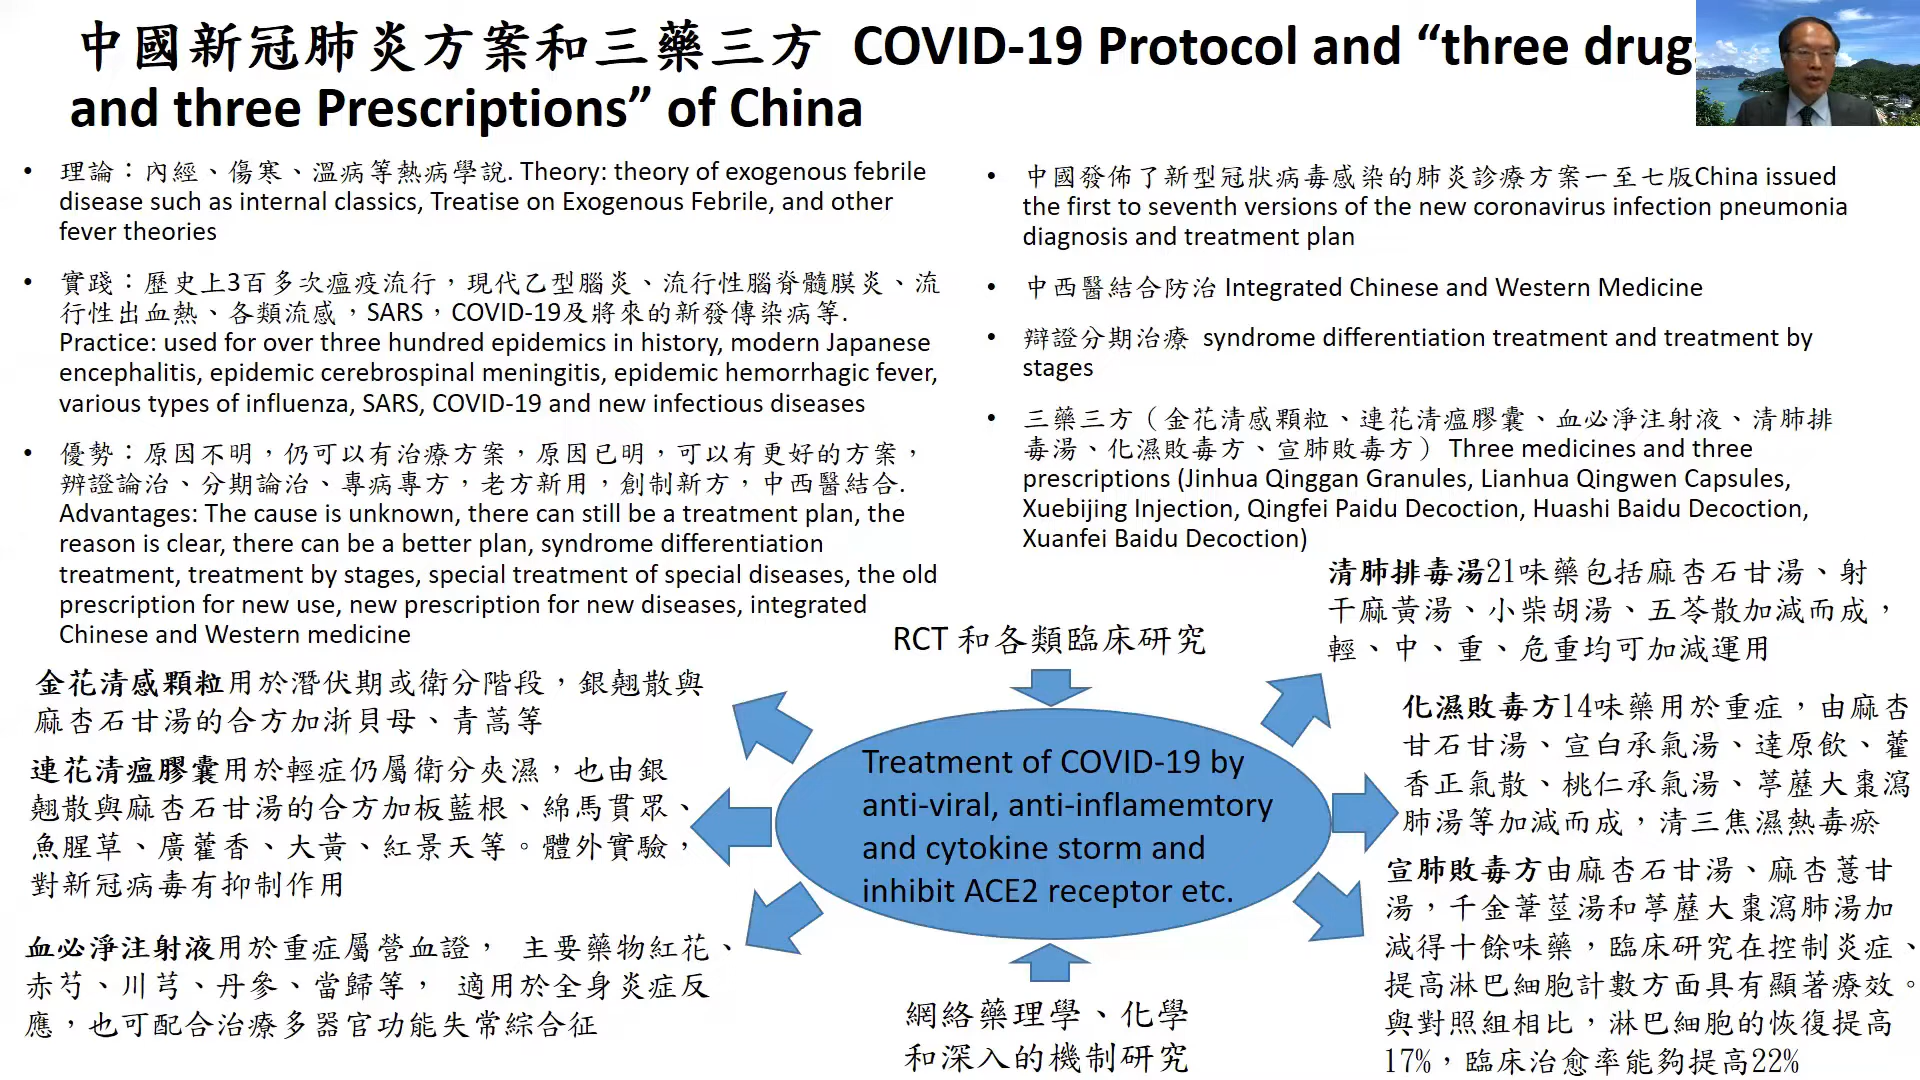 中國新冠肺炎方案和三藥三方 COVID-19 Protocol and “three drug
and three Prescriptions” of China
• 理論：內經、傷寒、溫病等熱病學說. Theory: theory of exogenous febrile
disease such as internal classics, Treatise on Exogenous Febrile, and other
fever theories
• 實踐：歷史上3百多次瘟疫流行，現代乙型腦炎、流行性腦脊髓膜炎、流
行性出血熱、各類流感，SARS，COVID-19及將來的新發傳染病等.
Practice: used for over three hundred epidemics in history, modern Japanese
encephalitis, epidemic cerebrospinal meningitis, epidemic hemorrhagic fever,
various types of influenza, SARS, COVID-19 and new infectious diseases
• 優勢：原因不明，仍可以有治療方案，原因已明，可以有更好的方案，
辨證論治、分期論治、專病專方，老方新用，創制新方，中西醫結合.
Advantages: The cause is unknown, there can still be a treatment plan, the
reason is clear, there can be a better plan, syndrome differentiation
treatment, treatment by stages, special treatment of special diseases, the old
prescription for new use, new prescription for new diseases, integrated
Chinese and Western medicine
• 中國發佈了新型冠狀病毒感染的肺炎診療方案一至七版China issued
the first to seventh versions of the new coronavirus infection pneumonia
diagnosis and treatment plan
• 中西醫結合防治 Integrated Chinese and Western Medicine
• 辯證分期治療 syndrome differentiation treatment and treatment by
stages
• 三藥三方（金花清感顆粒、連花清瘟膠囊、血必淨注射液、清肺排
毒湯、化濕敗毒方、宣肺敗毒方）Three medicines and three
prescriptions (Jinhua Qinggan Granules, Lianhua Qingwen Capsules,
Xuebijing Injection, Qingfei Paidu Decoction, Huashi Baidu Decoction,
Xuanfei Baidu Decoction)
金花清感顆粒用於潛伏期或衛分階段，銀翹散與
麻杏石甘湯的合方加浙貝母、青蒿等
連花清瘟膠囊用於輕症仍屬衛分夾濕，也由銀
翹散與麻杏石甘湯的合方加板藍根、綿馬貫眾、
魚腥草、廣藿香、大黃、紅景天等。體外實驗，
對新冠病毒有抑制作用
血必淨注射液用於重症屬營血證， 主要藥物紅花、
赤芍、川芎、丹參、當歸等， 適用於全身炎症反
應，也可配合治療多器官功能失常綜合征
RCT 和各類臨床研究
Treatment of COVID-19 by
anti-viral, anti-inflamemtory
and cytokine storm and
inhibit ACE2 receptor etc.
網絡藥理學、化學
和深入的機制研究
清肺排毒湯21味藥包括麻杏石甘湯、射
干麻黃湯、小柴胡湯、五苓散加減而成，
輕、中、重、危重均可加減運用
化濕敗毒方14味藥用於重症，由麻杏
甘石甘湯、宣白承氣湯、達原飲、藿
香正氣散、桃仁承氣湯、葶藶大棗瀉
肺湯等加減而成，清三焦濕熱毒瘀
宣肺敗毒方由麻杏石甘湯、麻杏薏甘
湯，千金葦莖湯和葶藶大棗瀉肺湯加
減得十餘味藥，臨床研究在控制炎症、
提高淋巴細胞計數方面具有顯著療效。
與對照組相比，淋巴細胞的恢復提高
17%，臨床治愈率能夠提高22%